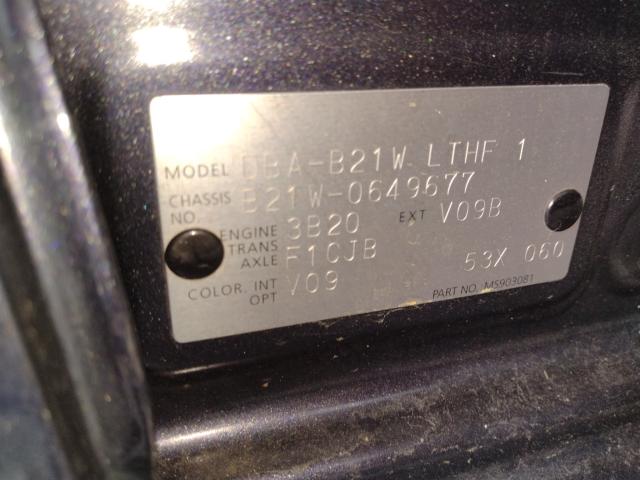 MODEL DBA-B21W LTHF 1
CHASSIS NO. B21W-0649677
ENGINE 3B20 EXT V09B
TRANS AXLE F1CJB 53X 060
COLOR. INT OPT V09
PART NO. MS903081